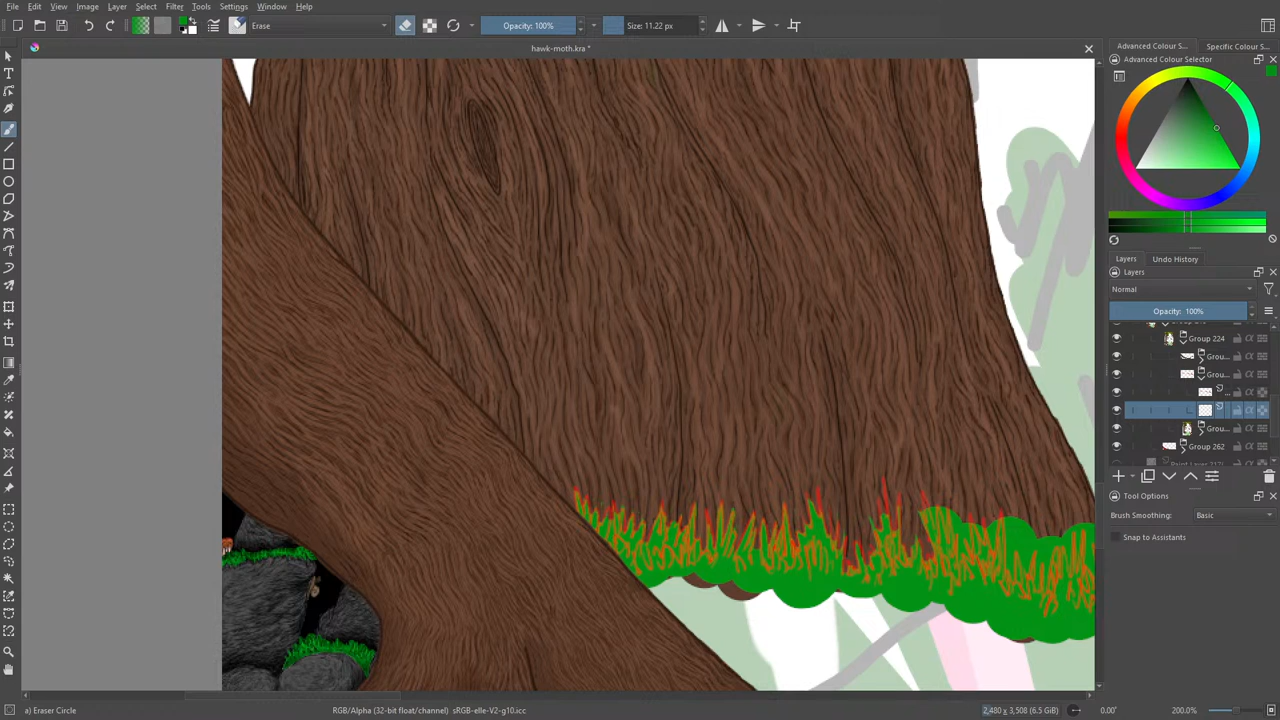 File Edit View Image Layer Select Filter Tools Settings Window Help
Erase Opacity: 100% Size: 11.22 px
hawk-moth.kra *
Advanced Colour S... Specific Colour S...
Advanced Colour Selector
Layers Undo History
Layers
Normal
Opacity: 100%
Group 224
Grou...
Grou...
...
Grou...
Group 262
Tool Options
Brush Smoothing: Basic
Snap to Assistants
a) Eraser Circle RGB/Alpha (32-bit float/channel) sRGB-elle-V2-g10.icc 2,480 x 3,508 (6.5 GiB) 0.00° 200.0%